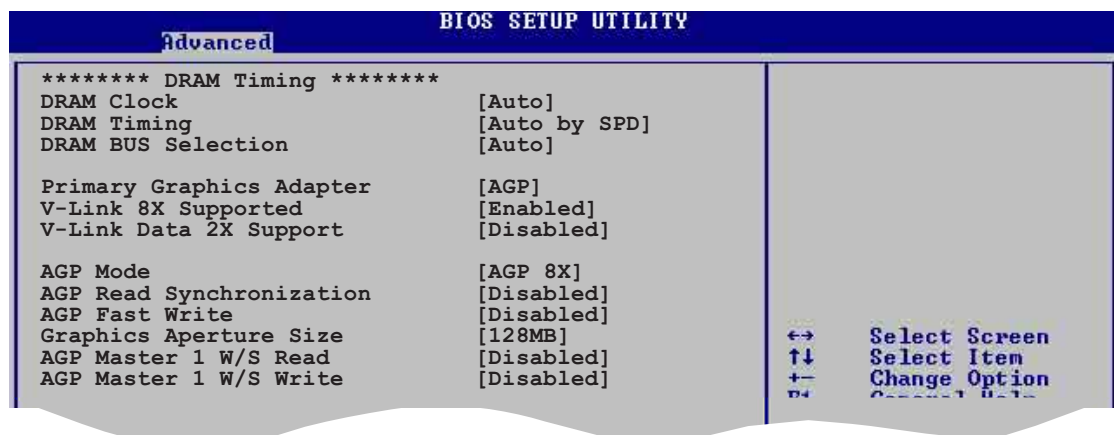 BIOS SETUP UTILITY
Advanced
******** DRAM Timing ********
DRAM Clock [Auto]
DRAM Timing [Auto by SPD]
DRAM BUS Selection [Auto]
Primary Graphics Adapter [AGP]
V-Link 8X Supported [Enabled]
V-Link Data 2X Support [Disabled]
AGP Mode [AGP 8X]
AGP Read Synchronization [Disabled]
AGP Fast Write [Disabled]
Graphics Aperture Size [128MB]
AGP Master 1 W/S Read [Disabled]
AGP Master 1 W/S Write [Disabled]
←→ Select Screen
↑↓ Select Item
+- Change Option
F1 General Help